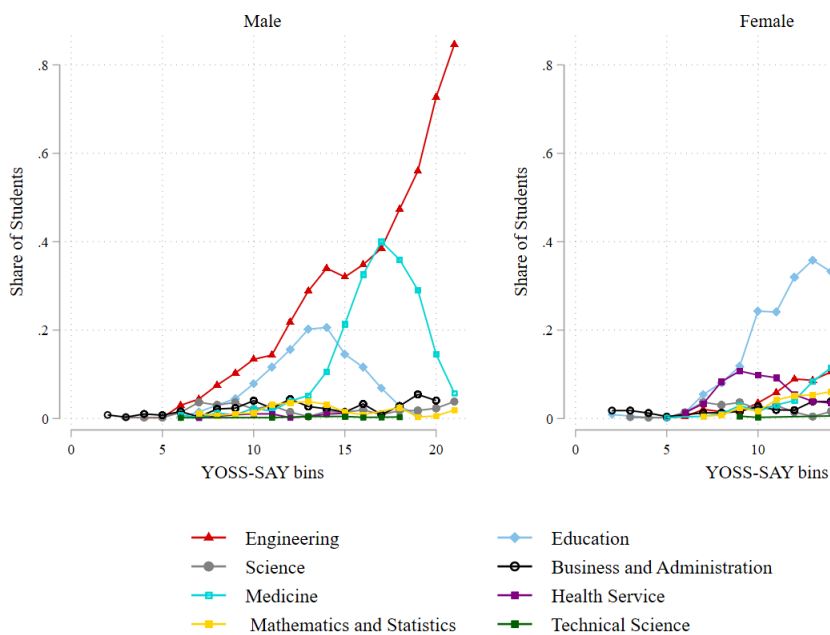 Male
Female
Share of Students
.8
.6
.4
.2
0
0
5
10
15
20
YOSS-SAY bins
Share of Students
.8
.6
.4
.2
0
0
5
10
YOSS-SAY bins
Engineering
Education
Science
Business and Administration
Medicine
Health Service
Mathematics and Statistics
Technical Science